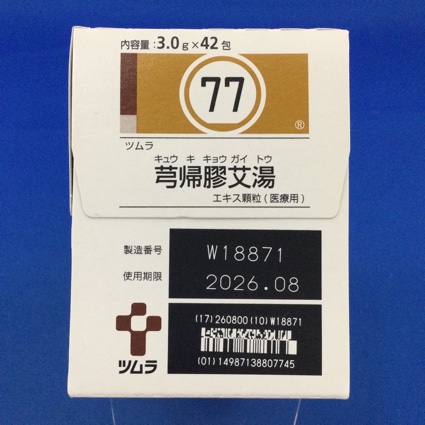 内容量：3.0g×42包
77
®
ツムラ
キュウ キ キョウ ガイ トウ
芎帰膠艾湯
エキス顆粒(医療用)
製造番号 W18871
使用期限 2026.08
(17)260800(10)W18871
(01)14987138807745
ツムラ